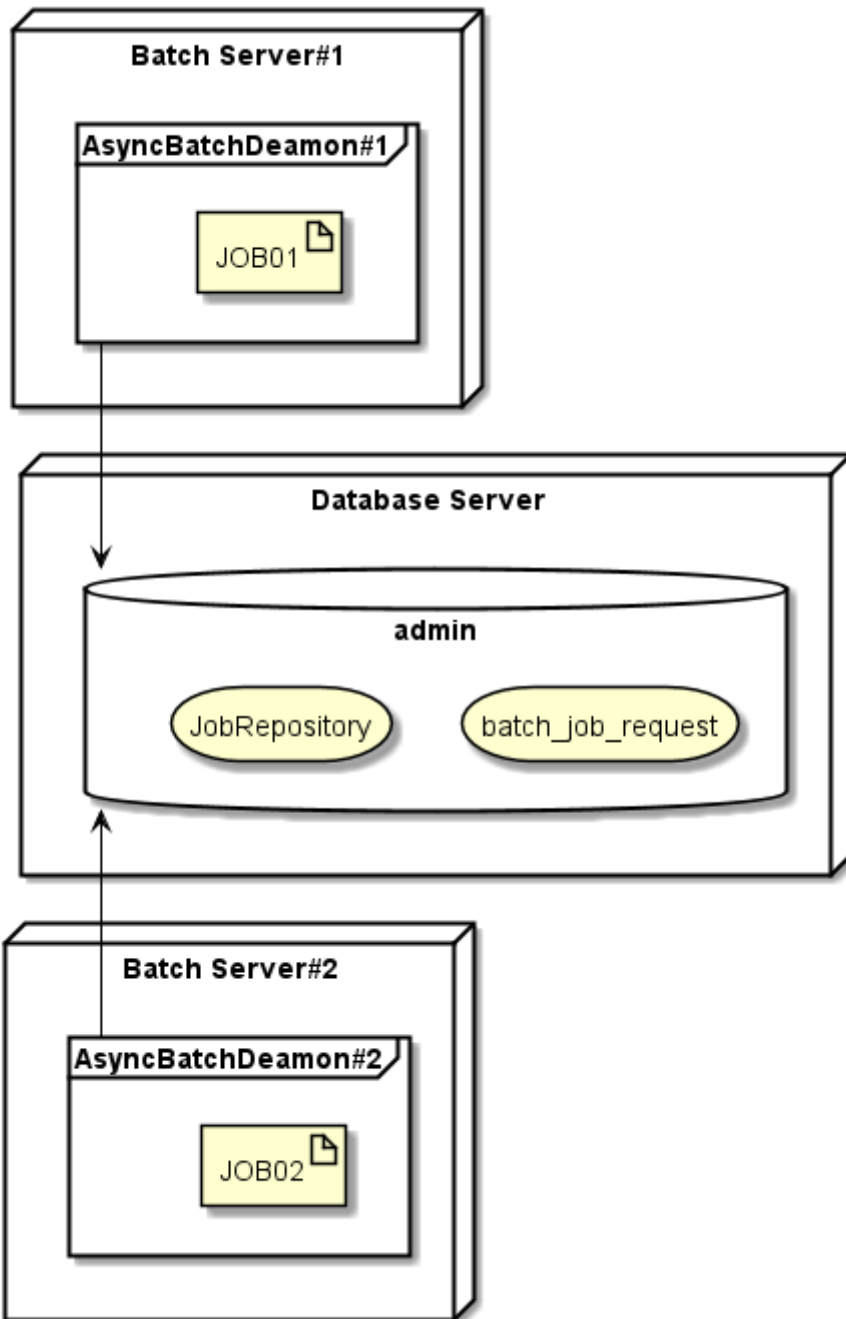 Batch Server#1
AsyncBatchDeamon#1
JOB01
Database Server
admin
JobRepository
batch_job_request
Batch Server#2
AsyncBatchDeamon#2
JOB02